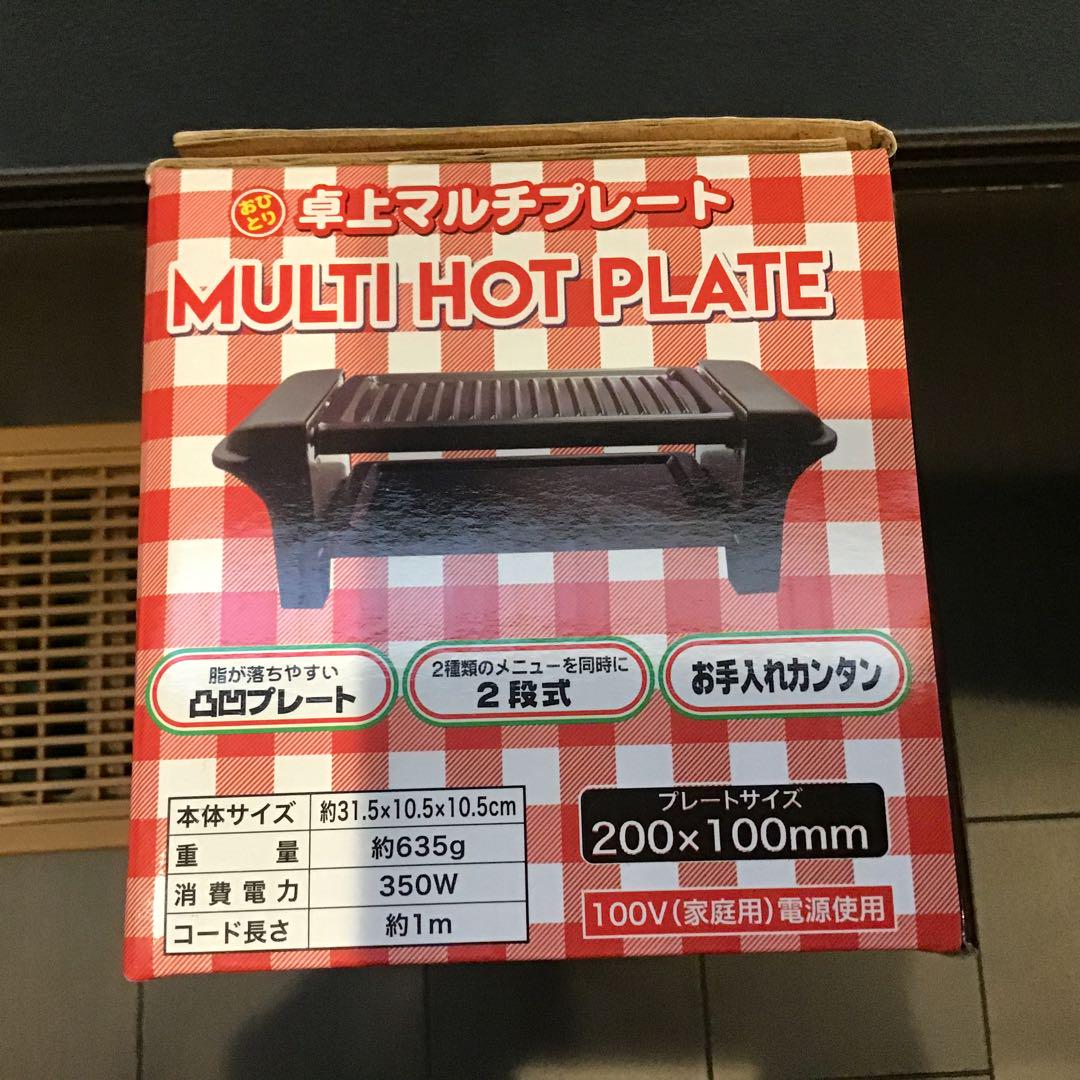 おひとり
卓上マルチプレート
MULTI HOT PLATE
脂が落ちやすい
凸凹プレート
2種類のメニューを同時に
2段式
お手入れカンタン
本体サイズ 約31.5×10.5×10.5cm
重量 約635g
消費電力 350W
コード長さ 約1m
プレートサイズ
200×100mm
100V(家庭用)電源使用